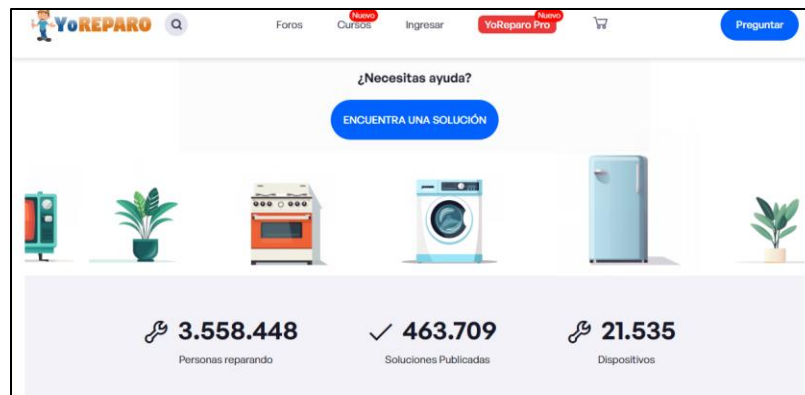 YoREPARO
Foros
Nuevo
Cursos
Ingresar
Nuevo
YoReparo Pro
Preguntar
¿Necesitas ayuda?
ENCUENTRA UNA SOLUCIÓN
3.558.448
463.709
21.535
Personas reparando
Soluciones Publicadas
Dispositivos